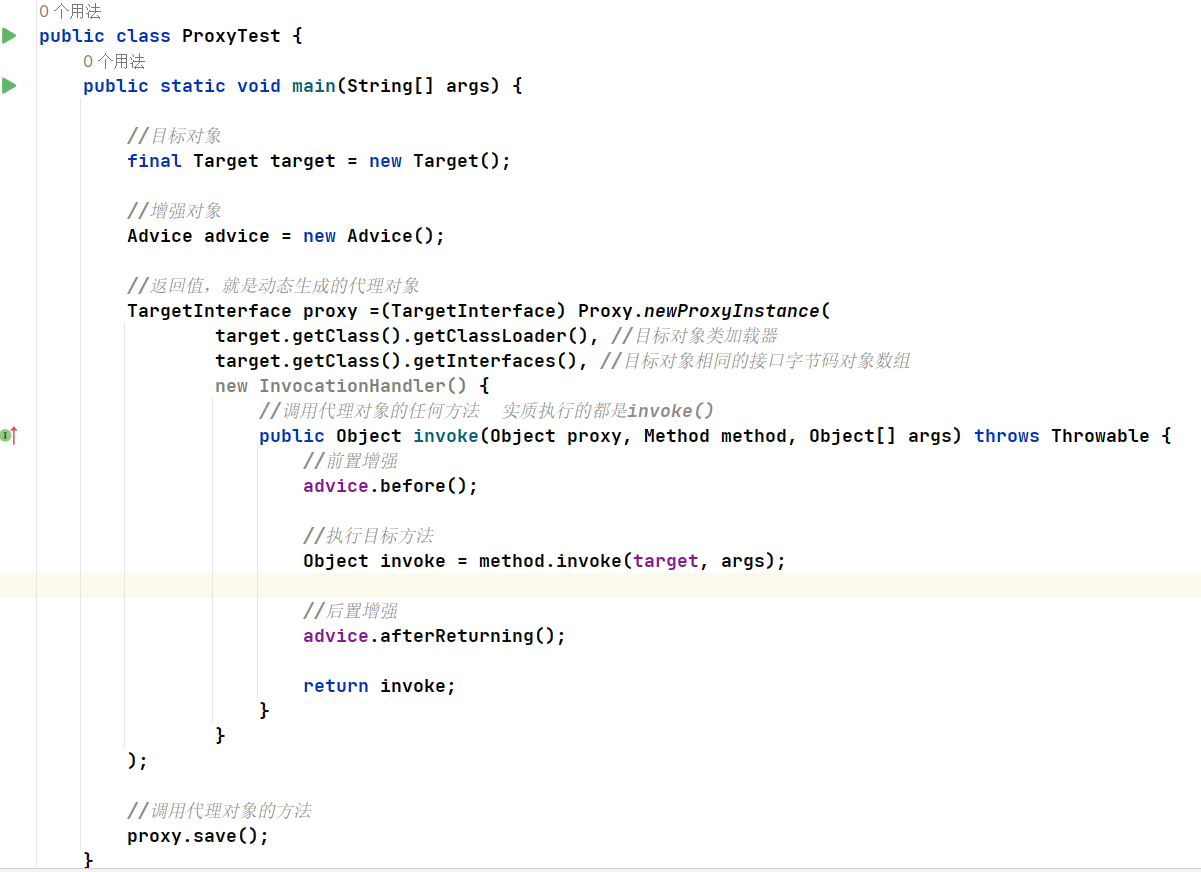 0 个用法
public class ProxyTest {
0 个用法
public static void main(String[] args) {
//目标对象
final Target target = new Target();
//增强对象
Advice advice = new Advice();
//返回值，就是动态生成的代理对象
TargetInterface proxy =(TargetInterface) Proxy.newProxyInstance(
target.getClass().getClassLoader(), //目标对象类加载器
target.getClass().getInterfaces(), //目标对象相同的接口字节码对象数组
new InvocationHandler() {
//调用代理对象的任何方法  实质执行的都是invoke()
public Object invoke(Object proxy, Method method, Object[] args) throws Throwable {
//前置增强
advice.before();
//执行目标方法
Object invoke = method.invoke(target, args);
//后置增强
advice.afterReturning();
return invoke;
}
}
);
//调用代理对象的方法
proxy.save();
}